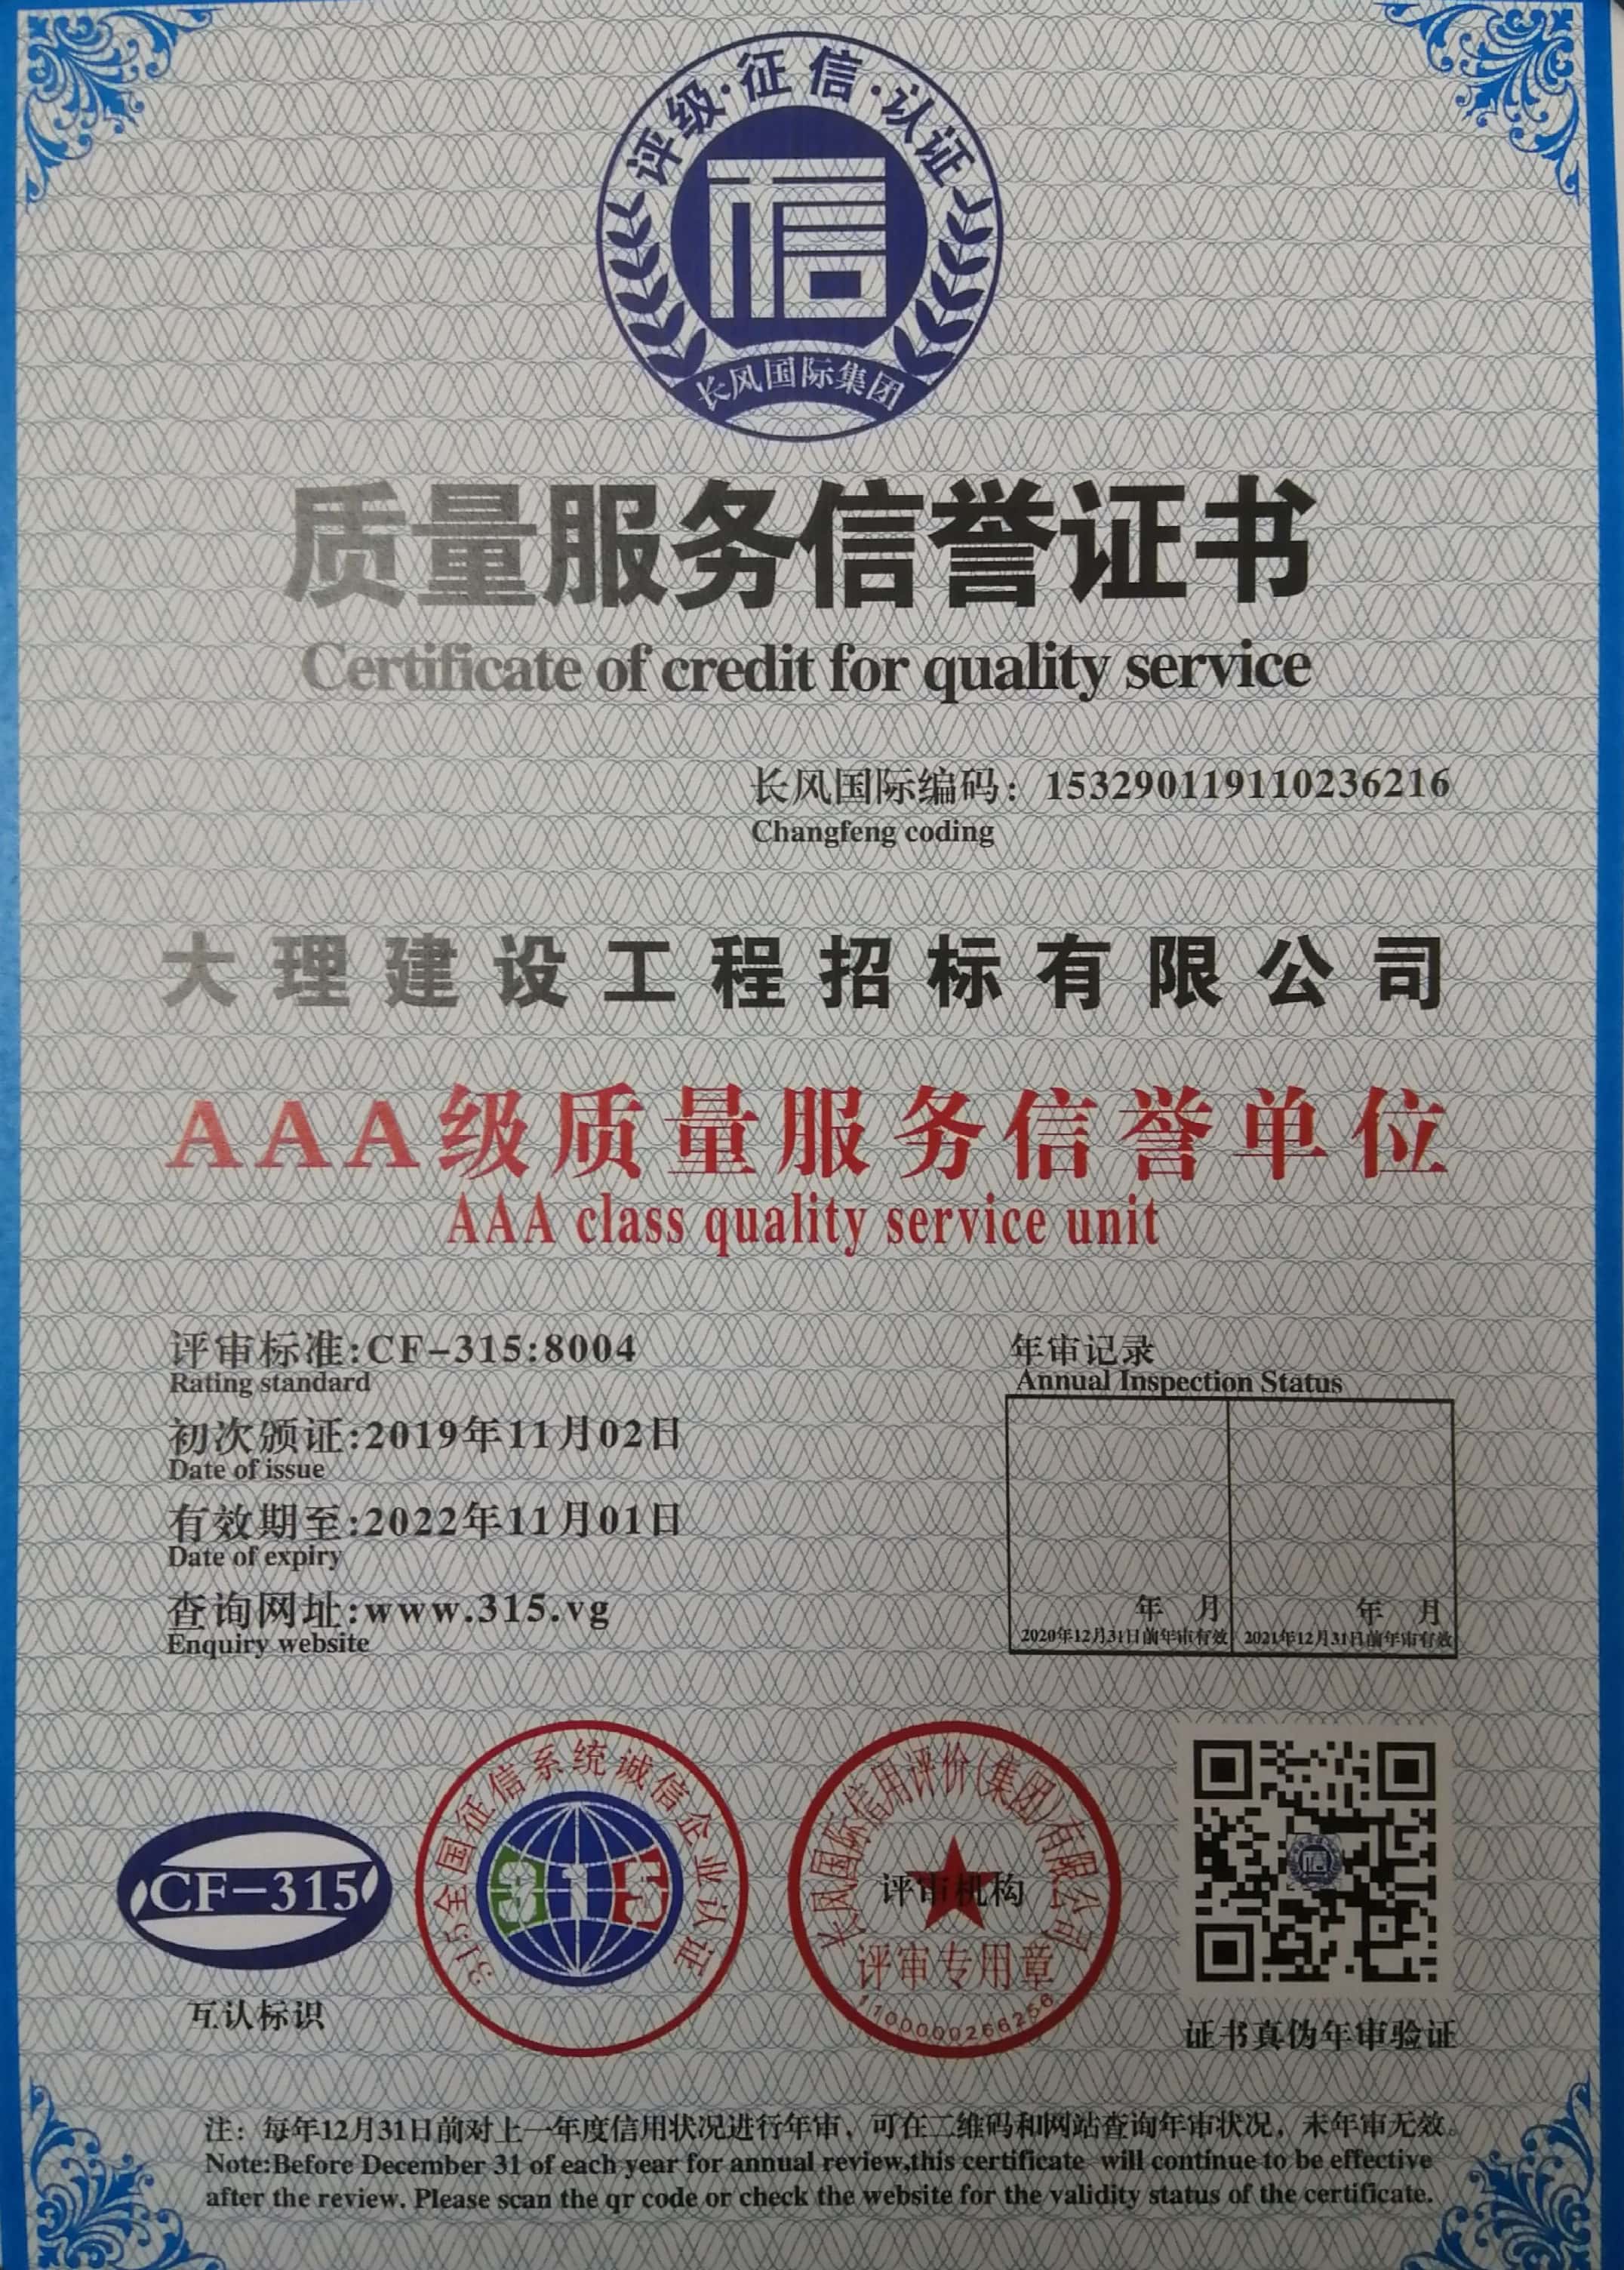 评级·征信·认证
信
长风国际集团
质量服务信誉证书
Certificate of credit for quality service
长风国际编码：153290119110236216
Changfeng coding
大理建设工程招标有限公司
AAA级质量服务信誉单位
AAA class quality service unit
评审标准:CF-315:8004
Rating standard
初次颁证:2019年11月02日
Date of issue
有效期至:2022年11月01日
Date of expiry
查询网址:www.315.vg
Enquiry website
年审记录
Annual Inspection Status
年 月 年 月
2020年12月31日前年审有效 2021年12月31日前年审有效
CF-315
互认标识
315全国征信系统诚信企业认证
315
长风国际信用评价(集团)有限公司
评审机构
评审专用章
1100000266256
证书真伪年审验证
注：每年12月31日前对上一年度信用状况进行年审，可在二维码和网站查询年审状况，未年审无效。
Note:Before December 31 of each year for annual review,this certificate will continue to be effective
after the review. Please scan the qr code or check the website for the validity status of the certificate.